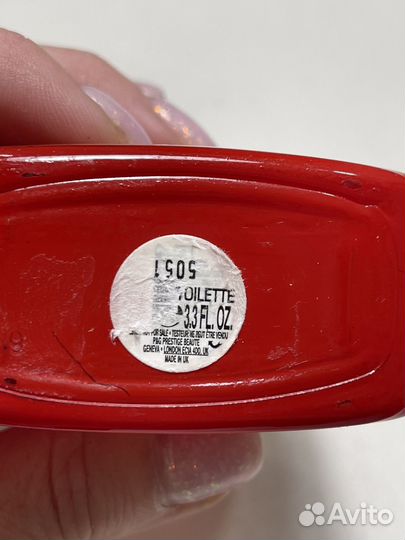 5051
TOILETTE
3.3 FL. OZ.
FOR SALE • TESTEUR NE PEUT ÊTRE VENDU
P&G PRESTIGE BEAUTE
GENEVA • LONDON EC1A 4DD, UK
MADE IN UK
Avito